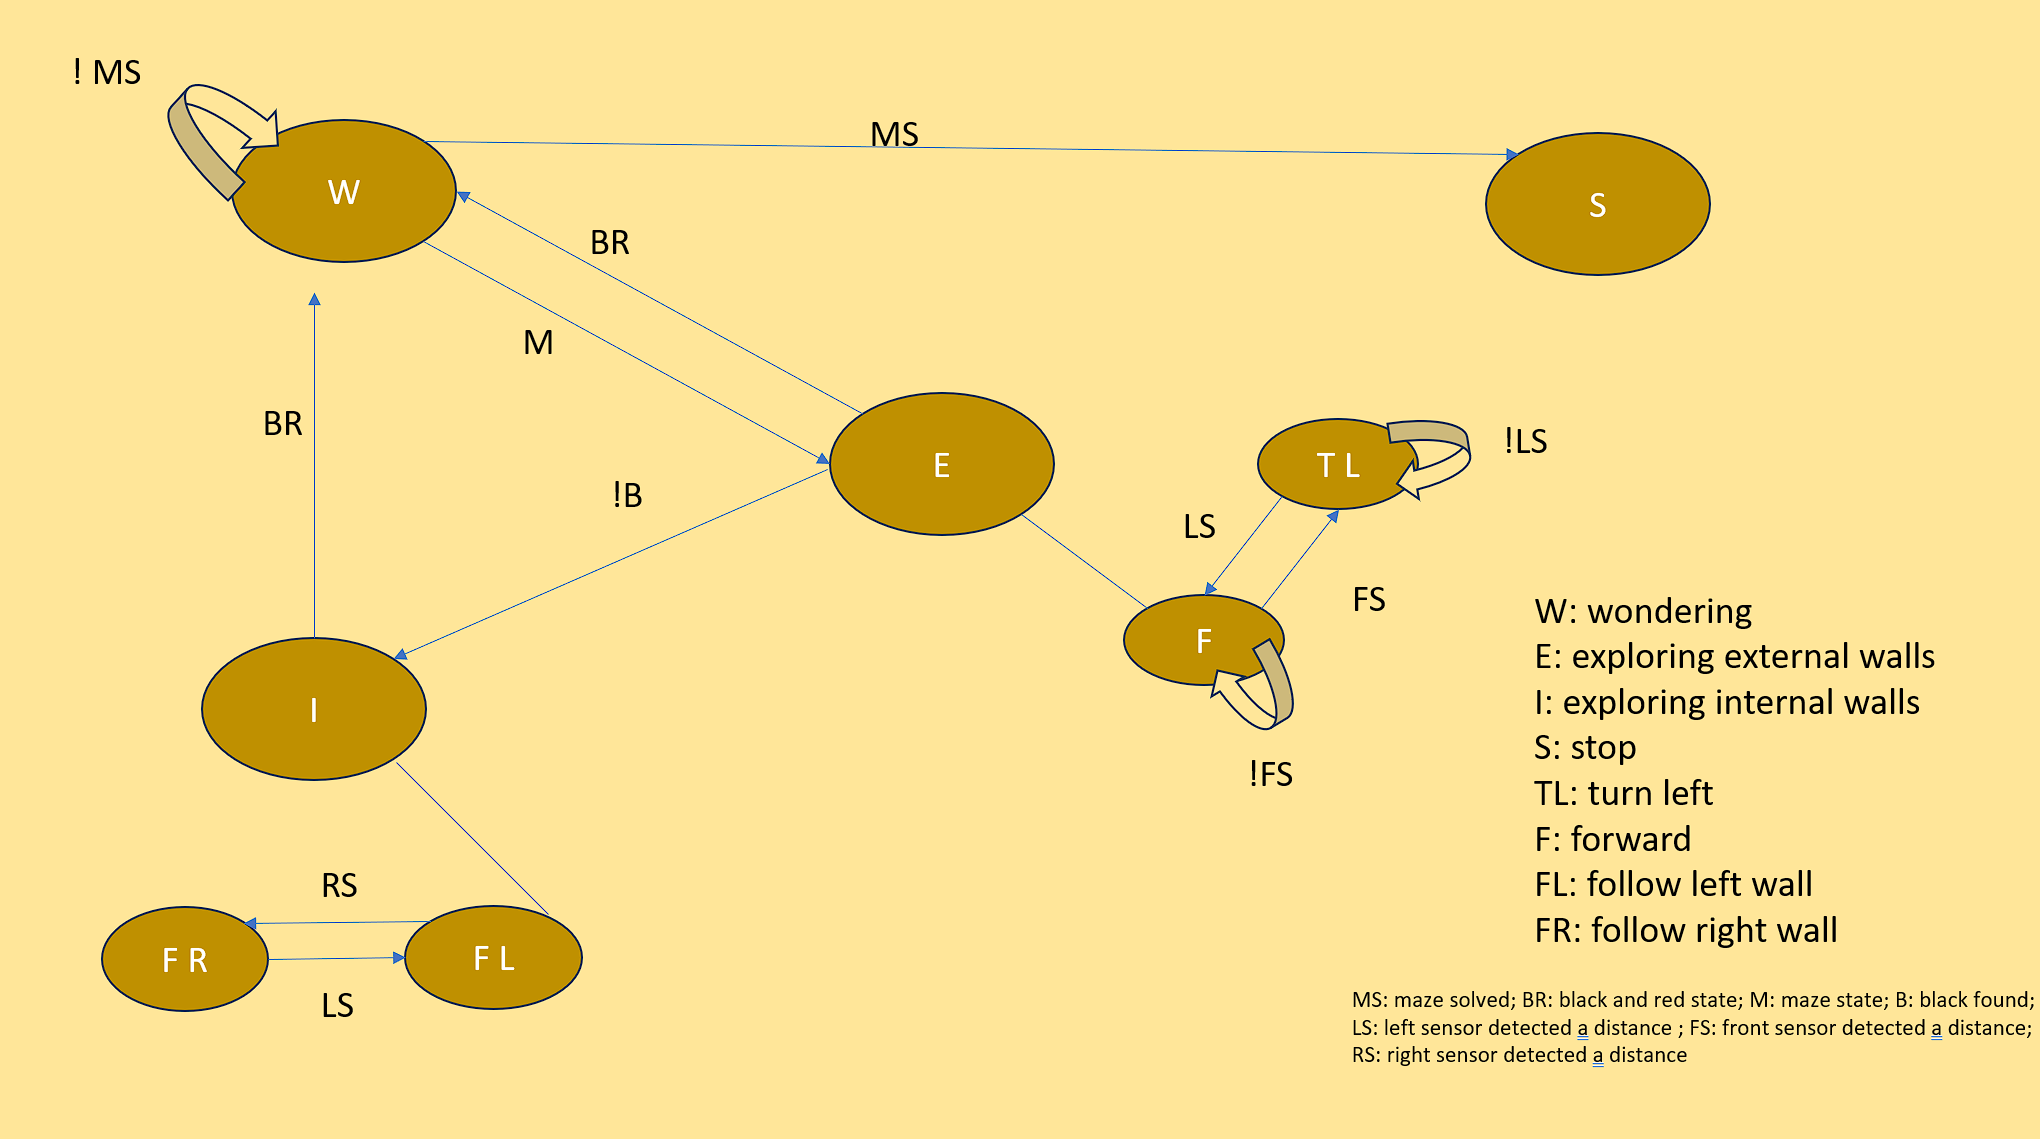 ! MS
MS
W
S
BR
M
BR
E
T L
!LS
!B
LS
FS
F
I
!FS
RS
F R
F L
LS
W: wondering
E: exploring external walls
I: exploring internal walls
S: stop
TL: turn left
F: forward
FL: follow left wall
FR: follow right wall
MS: maze solved; BR: black and red state; M: maze state; B: black found;
LS: left sensor detected a distance ; FS: front sensor detected a distance;
RS: right sensor detected a distance